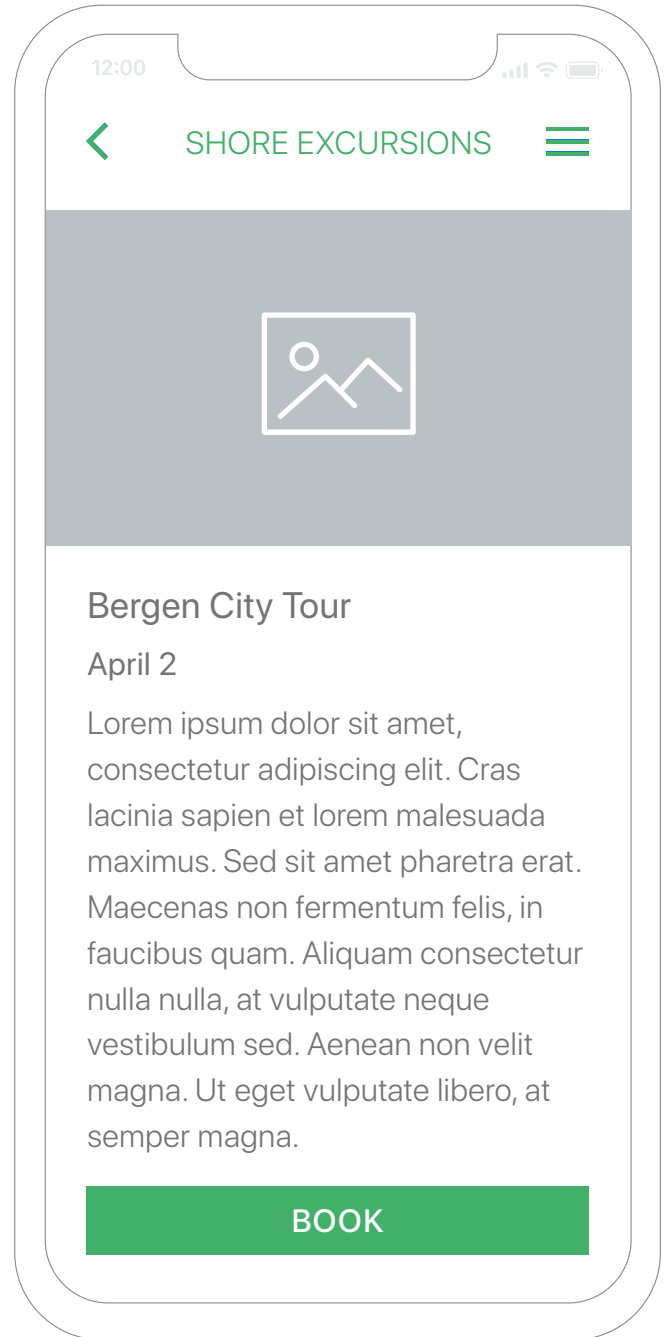 12:00
SHORE EXCURSIONS
Bergen City Tour
April 2
Lorem ipsum dolor sit amet,
consectetur adipiscing elit. Cras
lacinia sapien et lorem malesuada
maximus. Sed sit amet pharetra erat.
Maecenas non fermentum felis, in
faucibus quam. Aliquam consectetur
nulla nulla, at vulputate neque
vestibulum sed. Aenean non velit
magna. Ut eget vulputate libero, at
semper magna.
BOOK